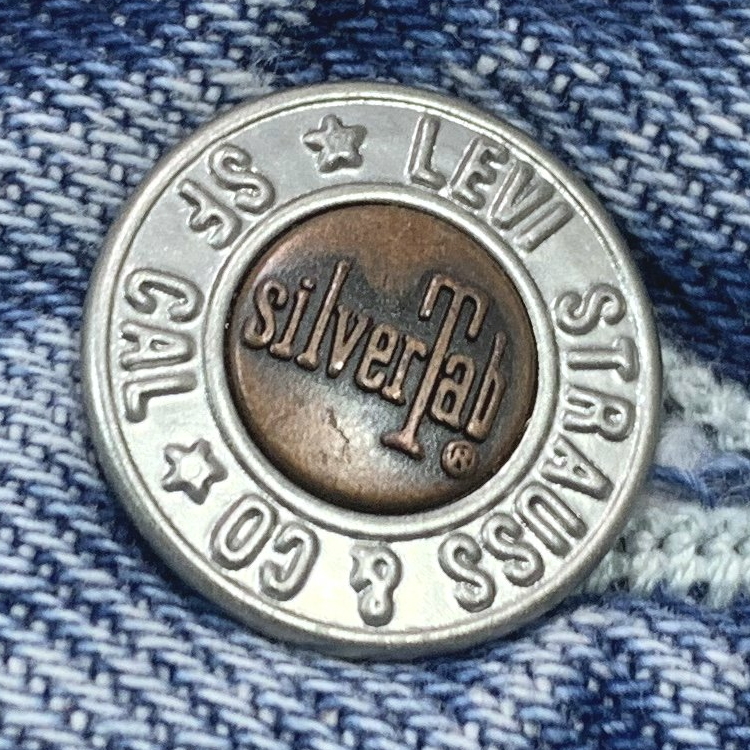 LEVI STRAUSS & CO ☆ SF CAL ☆
silverTab®